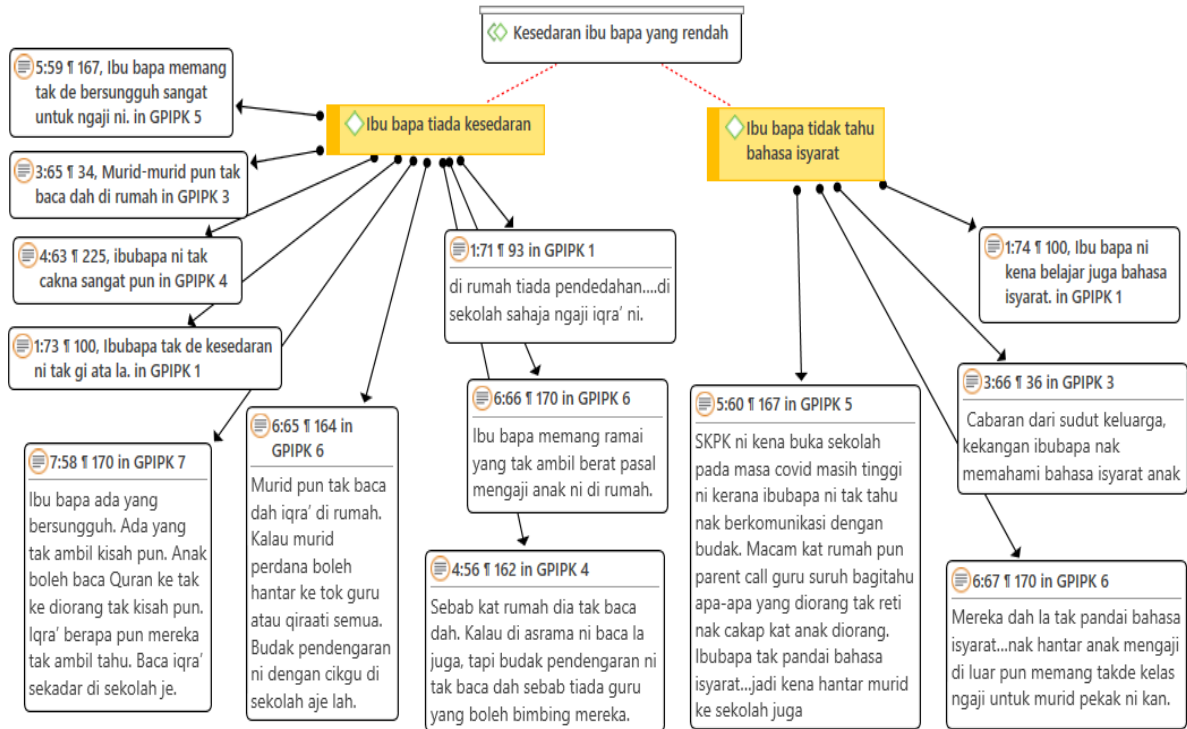 Kesedaran ibu bapa yang rendah
Ibu bapa tiada kesedaran
Ibu bapa tidak tahu
bahasa isyarat
5:59 ¶ 167, Ibu bapa memang
tak de bersungguh sangat
untuk ngaji ni. in GPIPK 5
3:65 ¶ 34, Murid-murid pun tak
baca dah di rumah in GPIPK 3
4:63 ¶ 225, ibubapa ni tak
cakna sangat pun in GPIPK 4
1:73 ¶ 100, Ibubapa tak de kesedaran
ni tak gi ata la. in GPIPK 1
7:58 ¶ 170 in GPIPK 7
Ibu bapa ada yang
bersungguh. Ada yang
tak ambil kisah pun. Anak
boleh baca Quran ke tak
ke diorang tak kisah pun.
Iqra’ berapa pun mereka
tak ambil tahu. Baca iqra’
sekadar di sekolah je.
6:65 ¶ 164 in
GPIPK 6
Murid pun tak baca
dah iqra’ di rumah.
Kalau murid
perdana boleh
hantar ke tok guru
atau qiraati semua.
Budak pendengaran
ni dengan cikgu di
sekolah aje lah.
1:71 ¶ 93 in GPIPK 1
di rumah tiada pendedahan....di
sekolah sahaja ngaji iqra’ ni.
6:66 ¶ 170 in GPIPK 6
Ibu bapa memang ramai
yang tak ambil berat pasal
mengaji anak ni di rumah.
4:56 ¶ 162 in GPIPK 4
Sebab kat rumah dia tak baca
dah. Kalau di asrama ni baca la
juga, tapi budak pendengaran ni
tak baca dah sebab tiada guru
yang boleh bimbing mereka.
5:60 ¶ 167 in GPIPK 5
SKPK ni kena buka sekolah
pada masa covid masih tinggi
ni kerana ibubapa ni tak tahu
nak berkomunikasi dengan
budak. Macam kat rumah pun
parent call guru suruh bagitahu
apa-apa yang diorang tak reti
nak cakap kat anak diorang.
Ibubapa tak pandai bahasa
isyarat...jadi kena hantar murid
ke sekolah juga
1:74 ¶ 100, Ibu bapa ni
kena belajar juga bahasa
isyarat. in GPIPK 1
3:66 ¶ 36 in GPIPK 3
Cabaran dari sudut keluarga,
kekangan ibubapa nak
memahami bahasa isyarat anak
6:67 ¶ 170 in GPIPK 6
Mereka dah la tak pandai bahasa
isyarat...nak hantar anak mengaji
di luar pun memang takde kelas
ngaji untuk murid pekak ni kan.